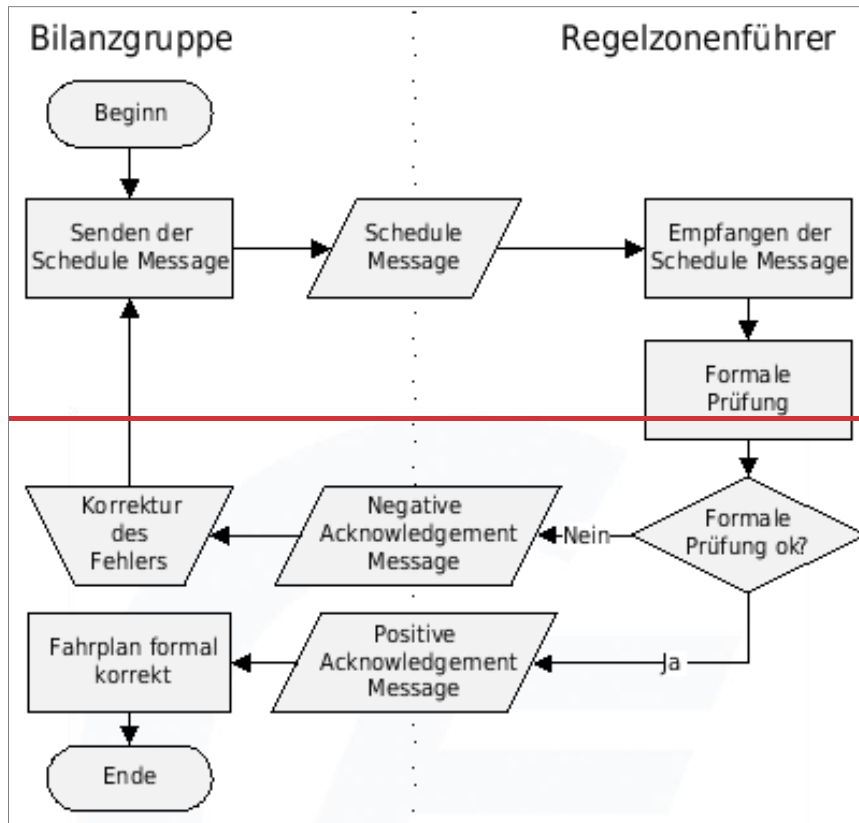 Bilanzgruppe
Regelzonenführer
Beginn
Senden der
Schedule Message
Schedule
Message
Empfangen der
Schedule Message
Formale
Prüfung
Formale
Prüfung ok?
Nein
Negative
Acknowledgement
Message
Korrektur
des
Fehlers
Ja
Positive
Acknowledgement
Message
Fahrplan formal
korrekt
Ende